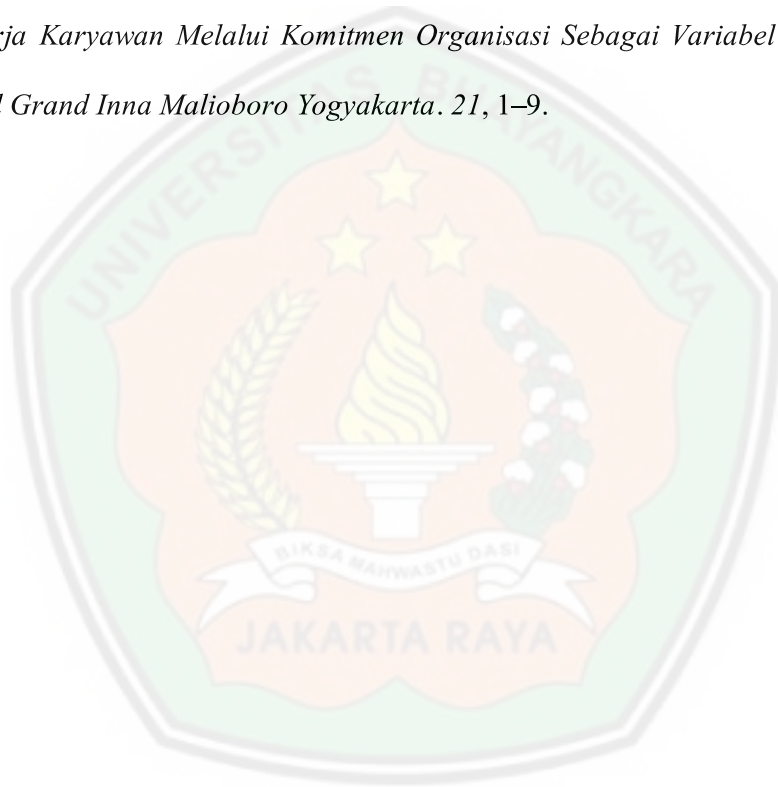 rja Karyawan Melalui Komitmen Organisasi Sebagai Variabel
l Grand Inna Malioboro Yogyakarta. 21, 1–9.
UNIVERSITAS BHAYANGKARA
BIKSA MAHWASTU DASI
JAKARTA RAYA